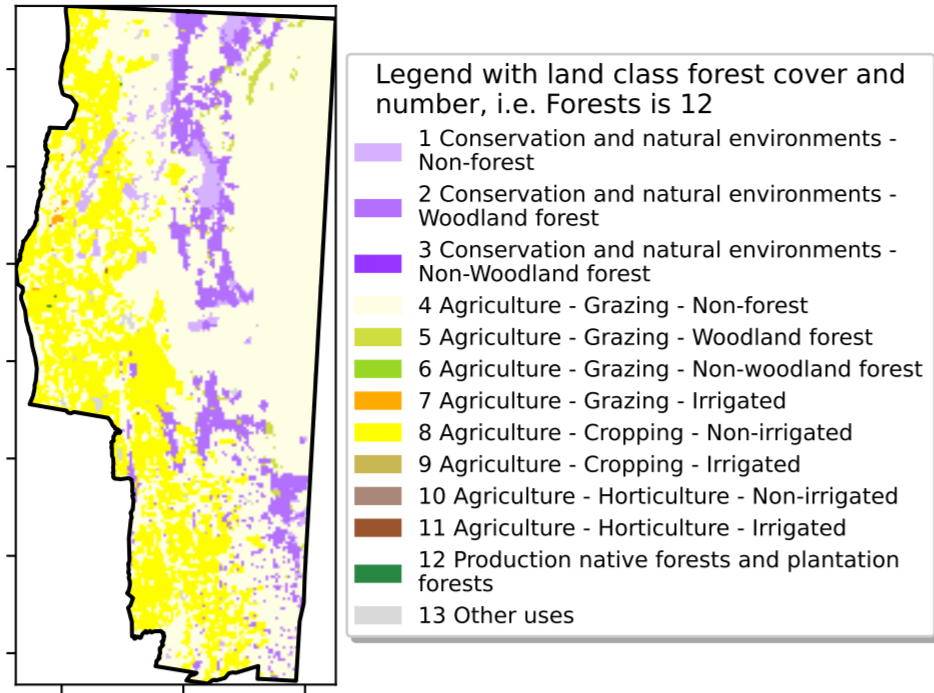 Legend with land class forest cover and
number, i.e. Forests is 12
1 Conservation and natural environments -
Non-forest
2 Conservation and natural environments -
Woodland forest
3 Conservation and natural environments -
Non-Woodland forest
4 Agriculture - Grazing - Non-forest
5 Agriculture - Grazing - Woodland forest
6 Agriculture - Grazing - Non-woodland forest
7 Agriculture - Grazing - Irrigated
8 Agriculture - Cropping - Non-irrigated
9 Agriculture - Cropping - Irrigated
10 Agriculture - Horticulture - Non-irrigated
11 Agriculture - Horticulture - Irrigated
12 Production native forests and plantation
forests
13 Other uses